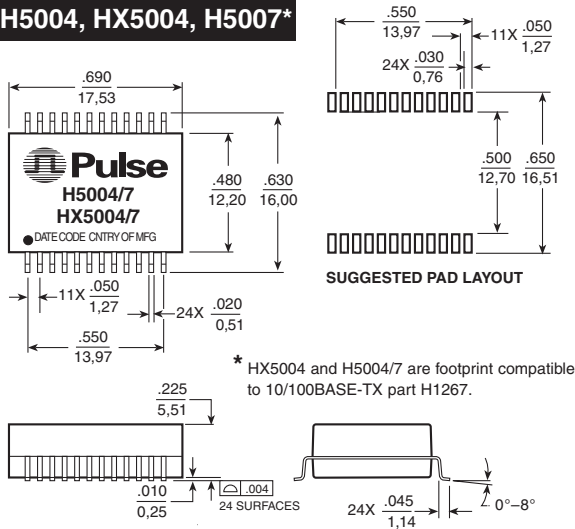 H5004, HX5004, H5007*
.690
17,53
Pulse
H5004/7
HX5004/7
DATE CODE CNTRY OF MFG
.480
12,20
.630
16,00
11X .050
1,27
24X .020
0,51
.550
13,97
.550
13,97
11X .050
1,27
24X .030
0,76
.500
12,70
.650
16,51
SUGGESTED PAD LAYOUT
* HX5004 and H5004/7 are footprint compatible
to 10/100BASE-TX part H1267.
.225
5,51
.010
0,25
.004
24 SURFACES
24X .045
1,14
0°–8°